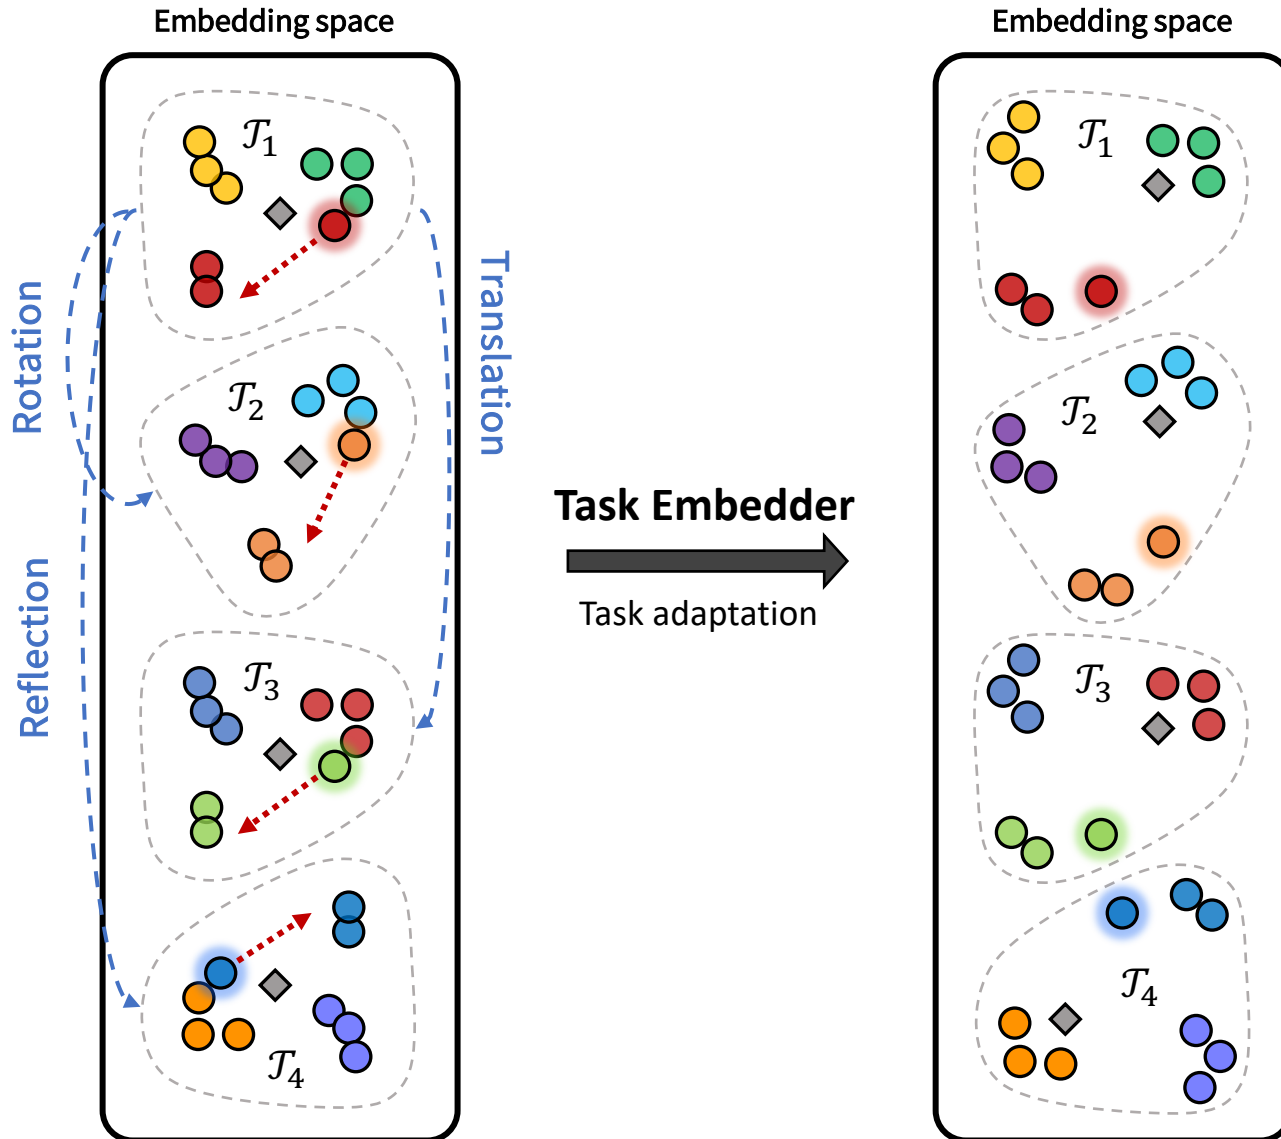 Embedding space
Embedding space
𝒯₁
𝒯₁
Rotation
Translation
𝒯₂
𝒯₂
Task Embedder
Task adaptation
Reflection
𝒯₃
𝒯₃
𝒯₄
𝒯₄